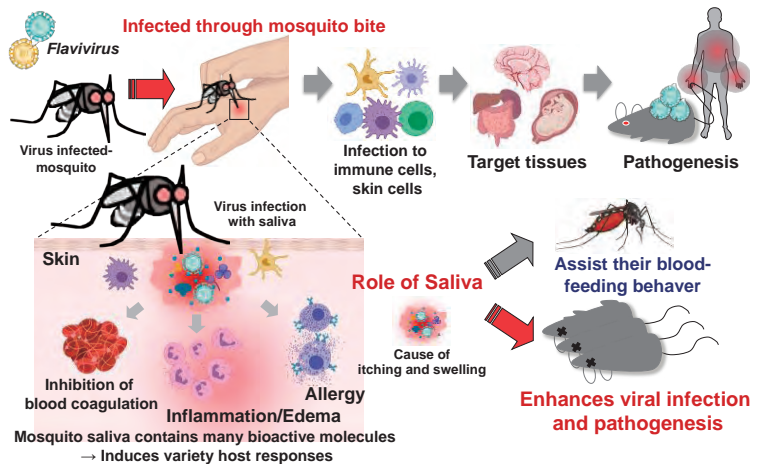 Flavivirus
Infected through mosquito bite
Virus infected-
mosquito
Infection to
immune cells,
skin cells
Target tissues
Pathogenesis
Virus infection
with saliva
Skin
Inhibition of
blood coagulation
Inflammation/Edema
Allergy
Mosquito saliva contains many bioactive molecules
→ Induces variety host responses
Role of Saliva
Cause of
itching and swelling
Assist their blood-
feeding behaver
Enhances viral infection
and pathogenesis